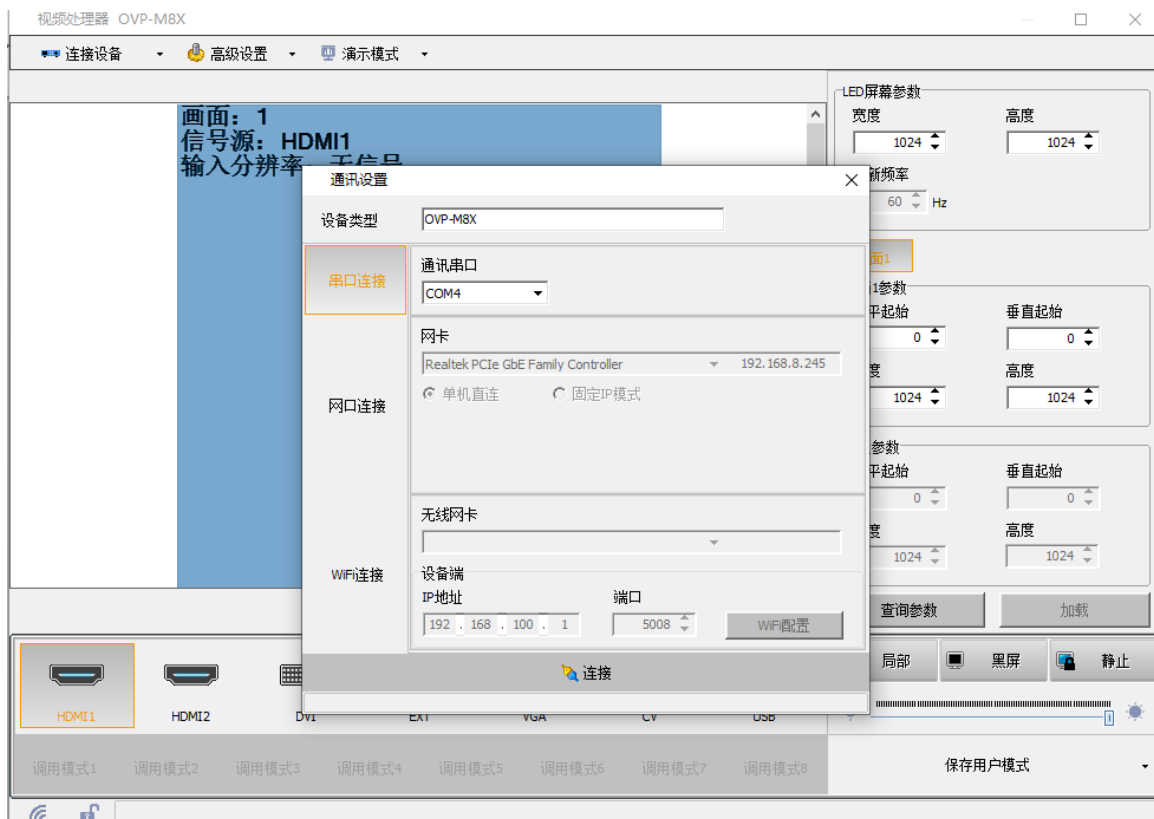 视频处理器 OVP-M8X
连接设备 高级设置 演示模式
画面：1
信号源：HDMI1
输入分辨率：无信号
LED屏幕参数
宽度 高度
1024 1024
新频率
60 Hz
面1
1参数
平起始 垂直起始
0 0
度 高度
1024 1024
参数
平起始 垂直起始
0 0
度 高度
1024 1024
查询参数 加载
通讯设置
设备类型 OVP-M8X
串口连接
通讯串口
COM4
网口连接
网卡
Realtek PCIe GbE Family Controller 192.168.8.245
单机直连 固定IP模式
WiFi连接
无线网卡
设备端
IP地址 端口
192 . 168 . 100 . 1 5008 WiFi配置
连接
局部 黑屏 静止
HDMI1 HDMI2 DVI EXT VGA CV USB
调用模式1 调用模式2 调用模式3 调用模式4 调用模式5 调用模式6 调用模式7 调用模式8
保存用户模式